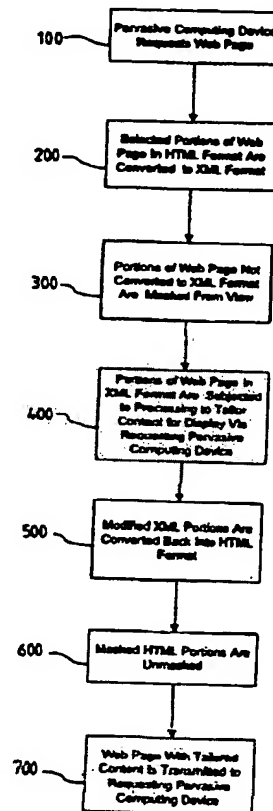 100
Pervasive Computing Device
Requests Web Page
200
Selected Portions of Web
Page In HTML Format Are
Converted to XML Format
300
Portions of Web Page Not
Converted to XML Format
Are Masked From View
400
Portions of Web Page In
XML Format Are Subjected
to Processing to Tailor
Content for Display Via
Requesting Pervasive
Computing Device
500
Modified XML Portions Are
Converted Back Into HTML
Format
600
Masked HTML Portions Are
Unmasked
700
Web Page With Tailored
Content Is Transmitted to
Requesting Pervasive
Computing Device